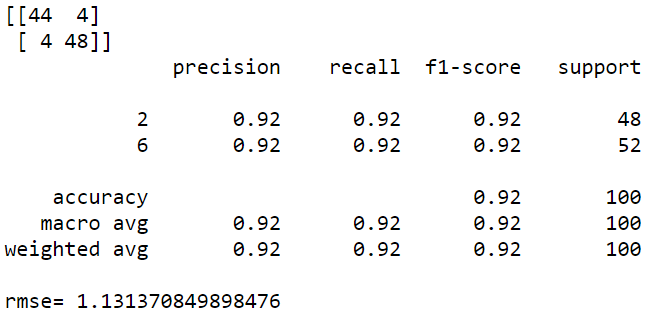 [[44  4]
 [ 4 48]]
              precision    recall  f1-score   support

           2       0.92      0.92      0.92        48
           6       0.92      0.92      0.92        52

    accuracy                           0.92       100
   macro avg       0.92      0.92      0.92       100
weighted avg       0.92      0.92      0.92       100

rmse= 1.131370849898476